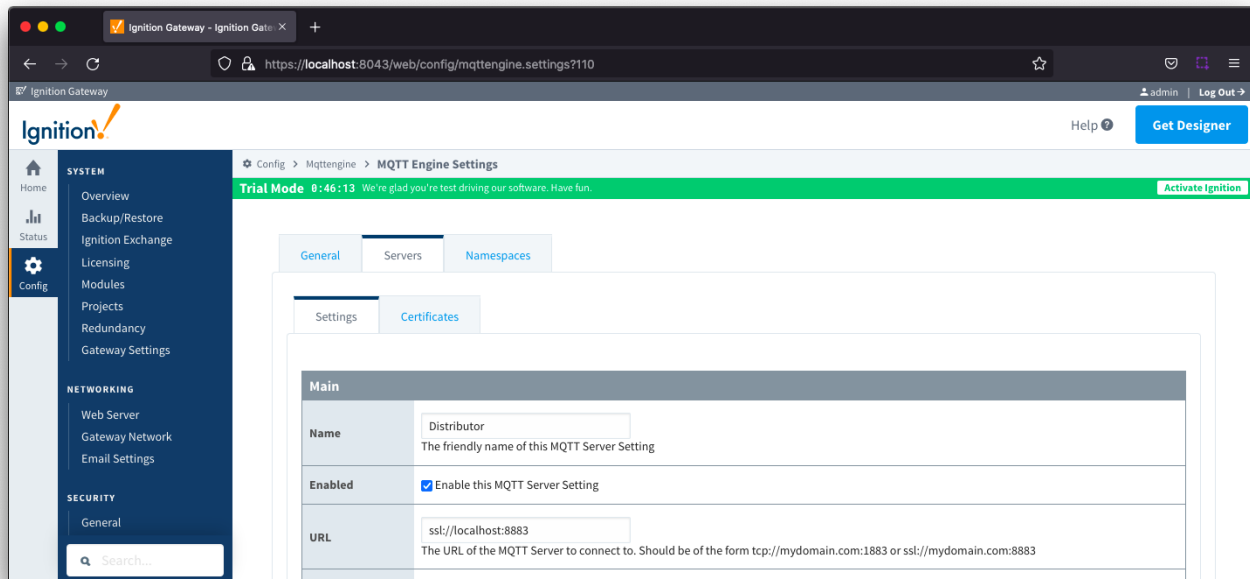 Ignition Gateway - Ignition Gate
https://localhost:8043/web/config/mqttengine.settings?110
Ignition Gateway
admin | Log Out
Ignition!
Help
Get Designer
Home
Status
Config
SYSTEM
Overview
Backup/Restore
Ignition Exchange
Licensing
Modules
Projects
Redundancy
Gateway Settings
NETWORKING
Web Server
Gateway Network
Email Settings
SECURITY
General
Search...
Config > Mqttengine > MQTT Engine Settings
Trial Mode 0:46:13 We're glad you're test driving our software. Have fun.
Activate Ignition
General Servers Namespaces
Settings Certificates
Main
Name
Distributor
The friendly name of this MQTT Server Setting
Enabled
Enable this MQTT Server Setting
URL
ssl://localhost:8883
The URL of the MQTT Server to connect to. Should be of the form tcp://mydomain.com:1883 or ssl://mydomain.com:8883